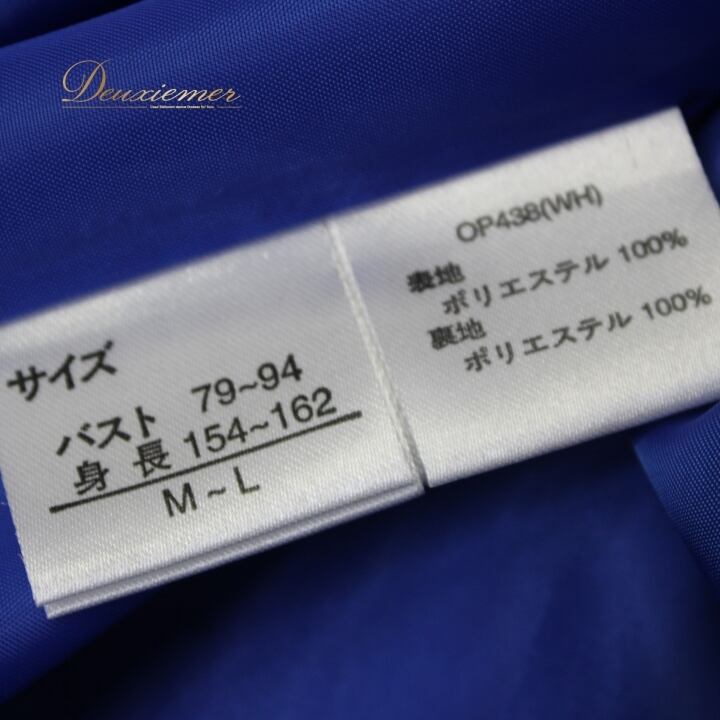 Deuxiemer
サイズ
バスト 79~94
身長 154~162
M~L
OP438(WH)
表地
ポリエステル 100%
裏地
ポリエステル 100%